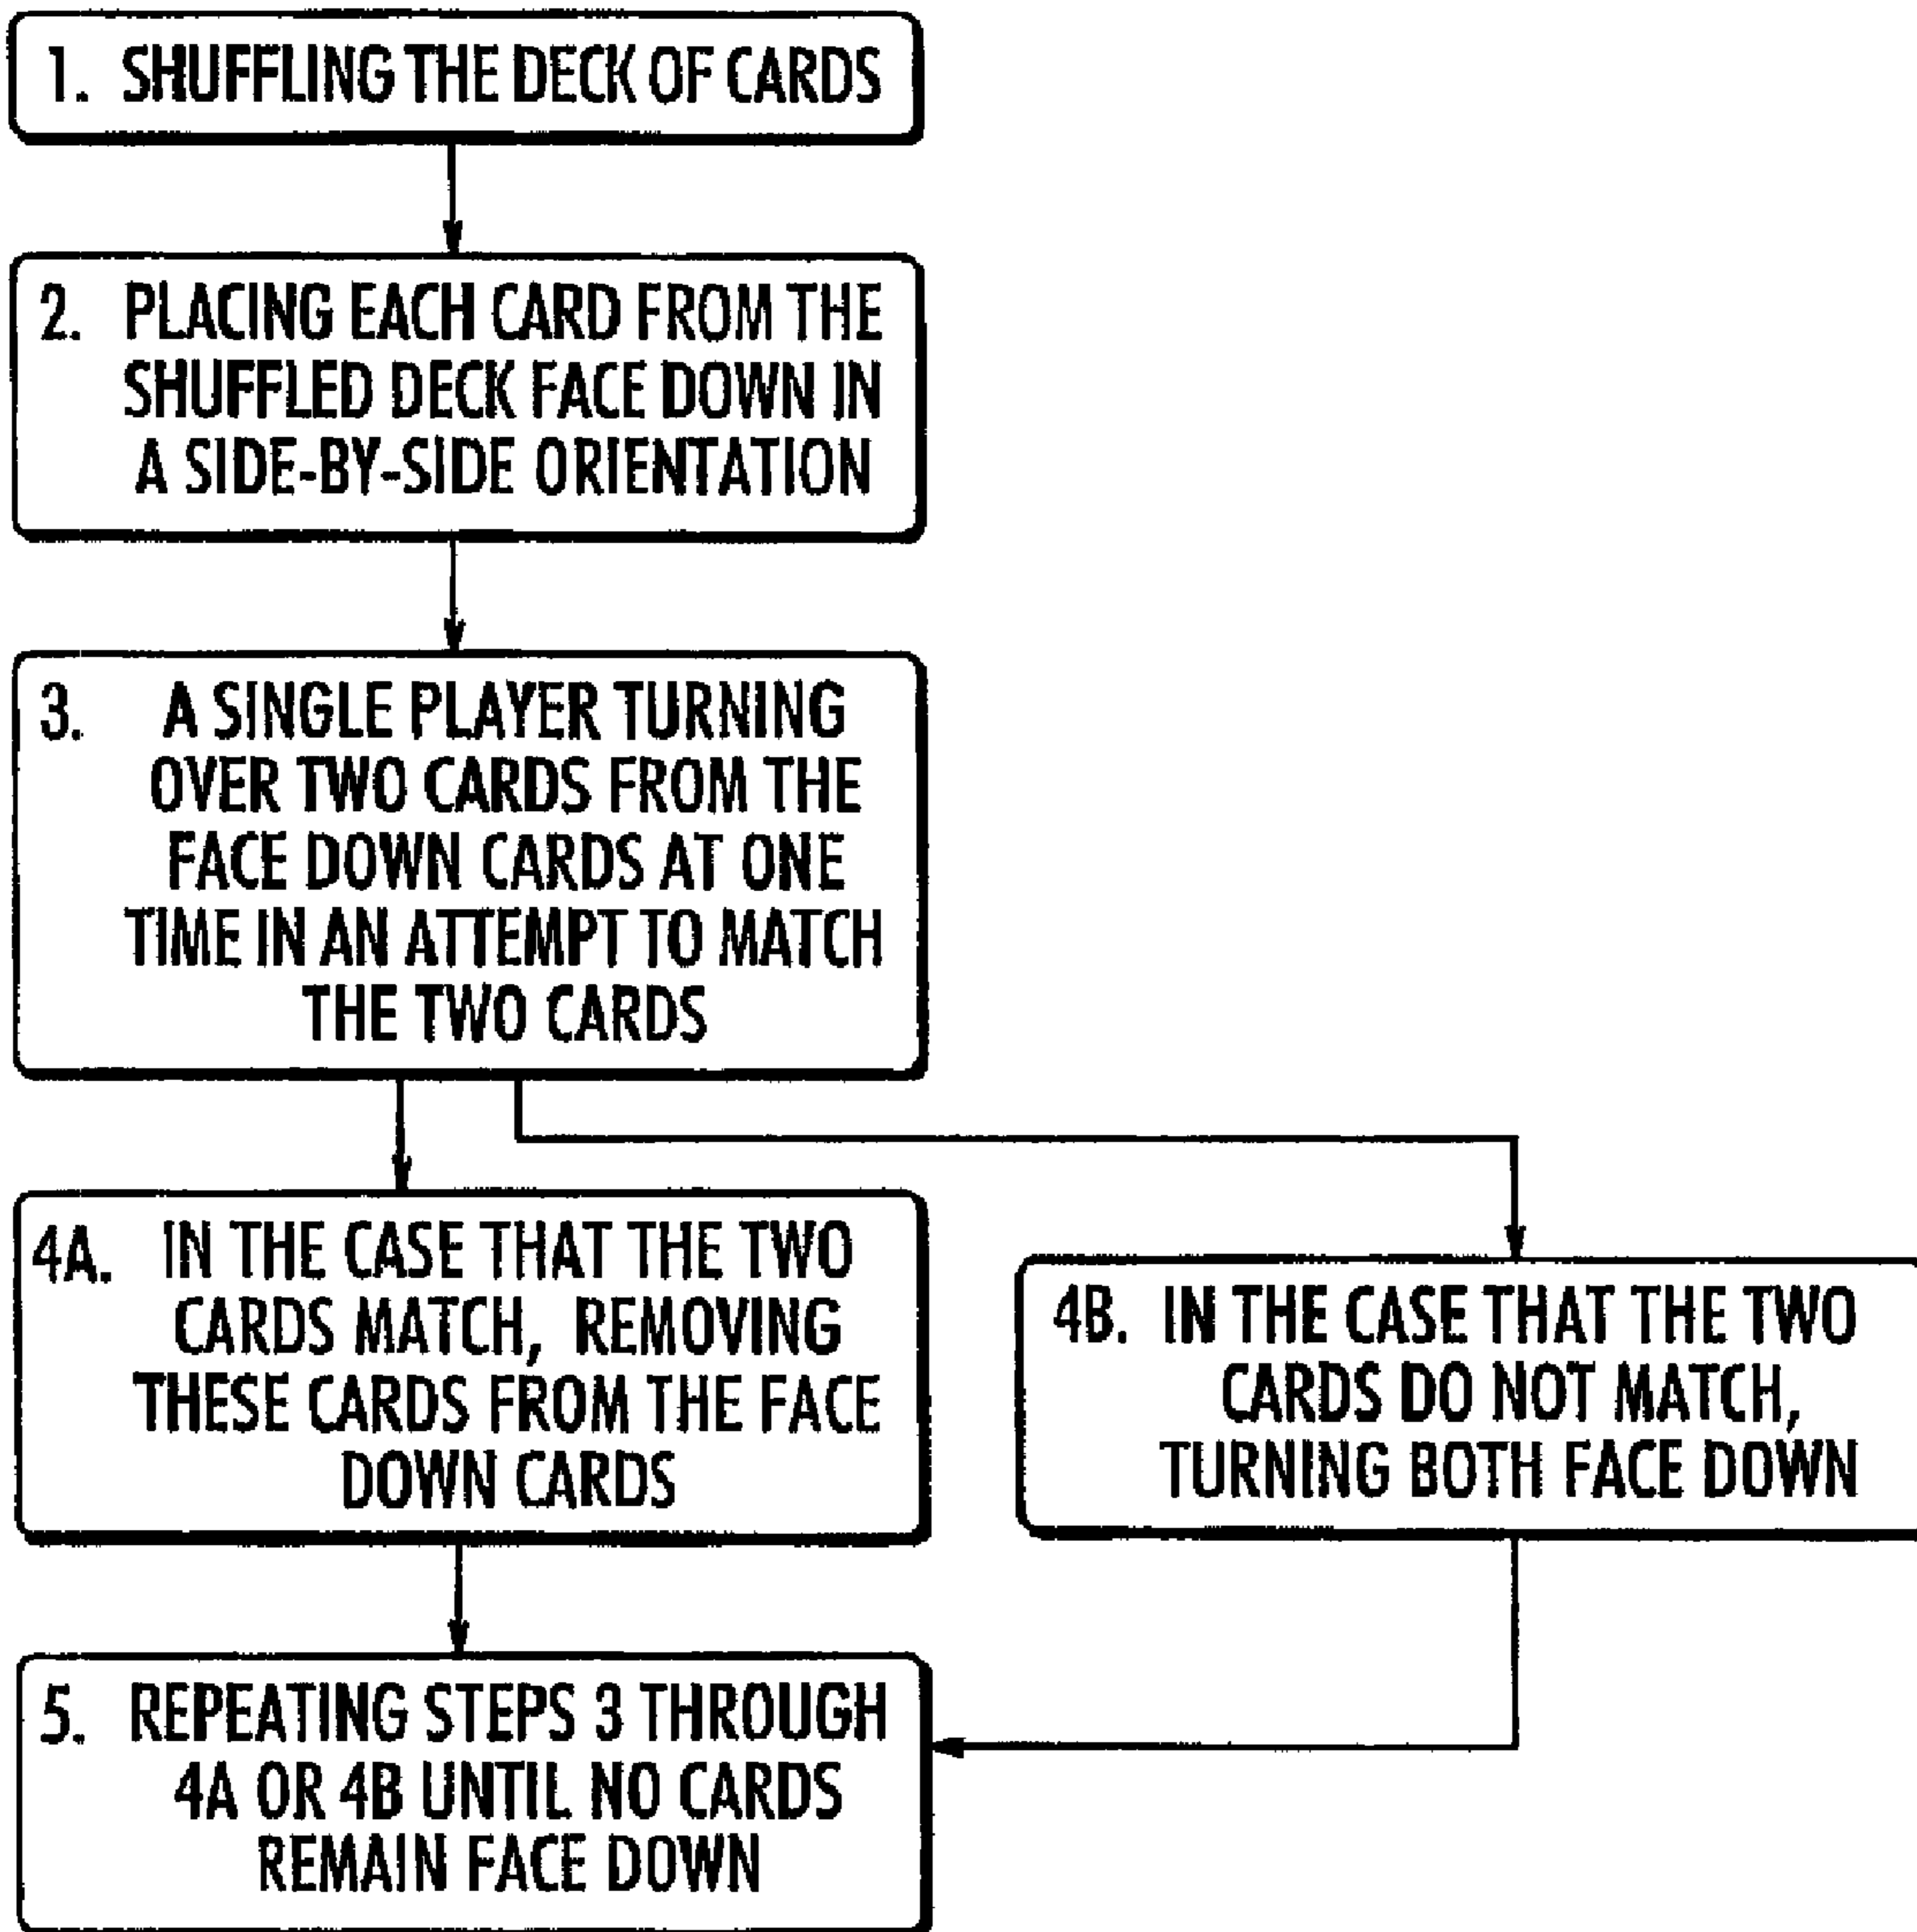 1. SHUFFLING THE DECK OF CARDS
2. PLACING EACH CARD FROM THE
SHUFFLED DECK FACE DOWN IN
A SIDE-BY-SIDE ORIENTATION
3. A SINGLE PLAYER TURNING
OVER TWO CARDS FROM THE
FACE DOWN CARDS AT ONE
TIME IN AN ATTEMPT TO MATCH
THE TWO CARDS
4A. IN THE CASE THAT THE TWO
CARDS MATCH, REMOVING
THESE CARDS FROM THE FACE
DOWN CARDS
4B. IN THE CASE THAT THE TWO
CARDS DO NOT MATCH,
TURNING BOTH FACE DOWN
5. REPEATING STEPS 3 THROUGH
4A OR 4B UNTIL NO CARDS
REMAIN FACE DOWN